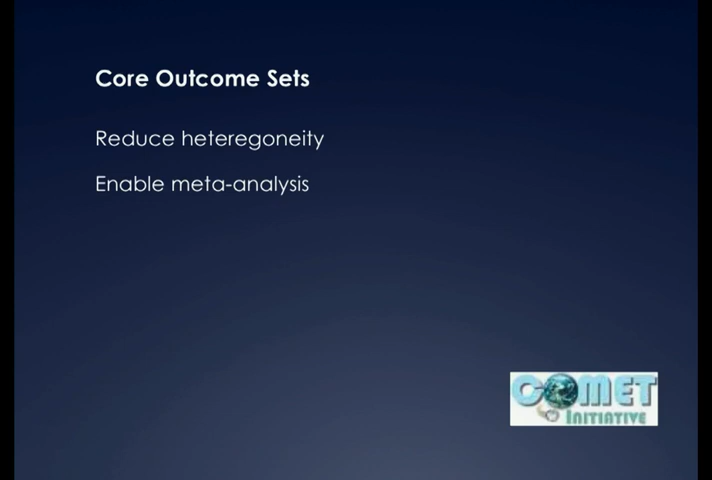 Core Outcome Sets
Reduce heteregoneity
Enable meta-analysis
COMET
INITIATIVE